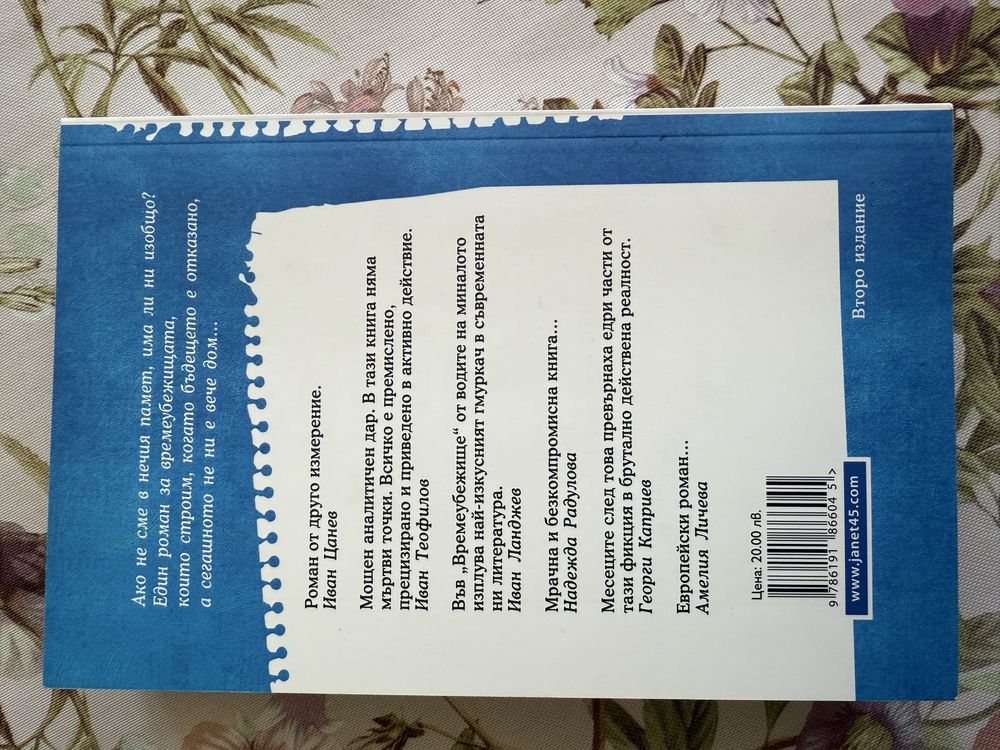 Ако не сме в нечия памет, има ли ни изобщо?
Един роман за времеубежищата,
които строим, когато бъдещето е отказано,
а сегашното не ни е вече дом...
Роман от друго измерение.
Иван Цанев
Мощен аналитичен дар. В тази книга няма
мъртви точки. Всичко е премислено,
прецизирано и приведено в активно действие.
Иван Теофилов
Във „Времеубежище“ от водите на миналото
изплува най-изкусният гмуркач в съвременната
ни литература.
Иван Ланджев
Мрачна и безкомпромисна книга...
Надежда Радулова
Месеците след това превърнаха едри части от
тази фикция в брутално действена реалност.
Георги Каприев
Европейски роман...
Амелия Личева
Цена: 20.00 лв.
9 786191 866045 11>
www.janet45.com
Второ издание